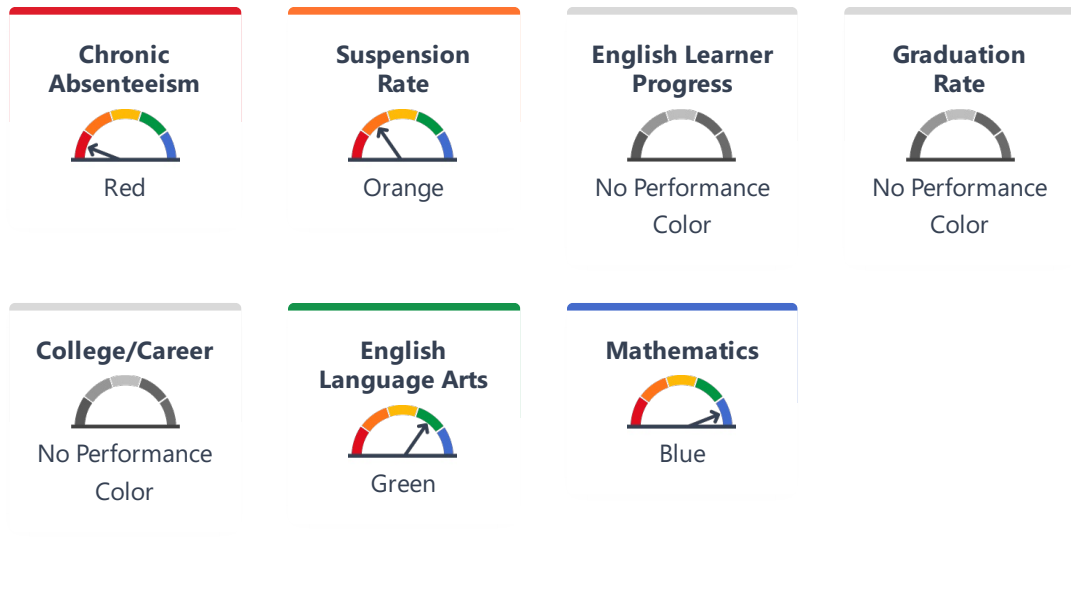 Chronic
Absenteeism
Red
Suspension
Rate
Orange
English Learner
Progress
No Performance
Color
Graduation
Rate
No Performance
Color
College/Career
No Performance
Color
English
Language Arts
Green
Mathematics
Blue